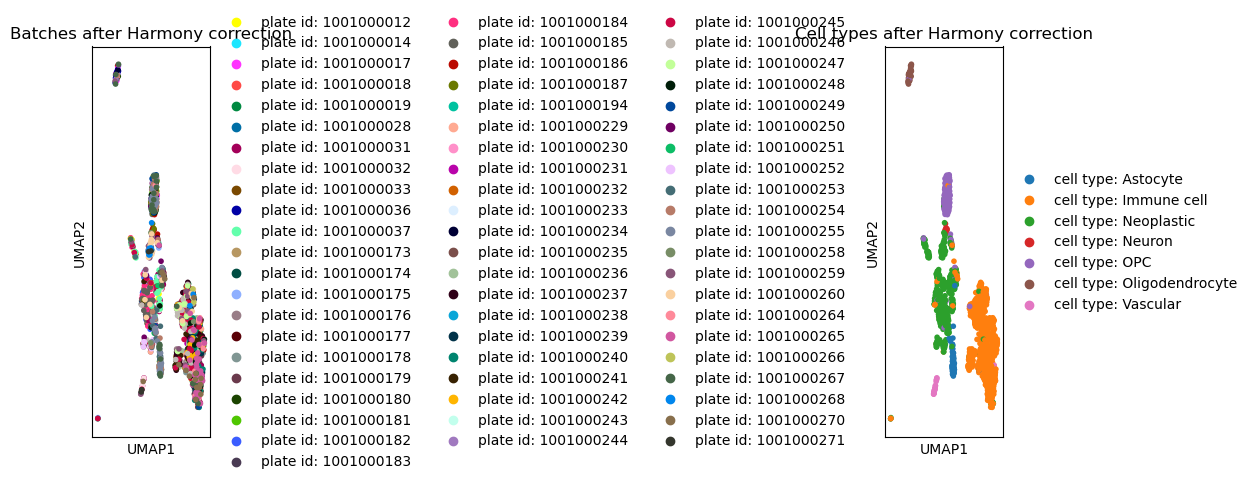 Batches after Harmony correction
UMAP2
UMAP1
plate id: 1001000012
plate id: 1001000014
plate id: 1001000017
plate id: 1001000018
plate id: 1001000019
plate id: 1001000028
plate id: 1001000031
plate id: 1001000032
plate id: 1001000033
plate id: 1001000036
plate id: 1001000037
plate id: 1001000173
plate id: 1001000174
plate id: 1001000175
plate id: 1001000176
plate id: 1001000177
plate id: 1001000178
plate id: 1001000179
plate id: 1001000180
plate id: 1001000181
plate id: 1001000182
plate id: 1001000183
plate id: 1001000184
plate id: 1001000185
plate id: 1001000186
plate id: 1001000187
plate id: 1001000194
plate id: 1001000229
plate id: 1001000230
plate id: 1001000231
plate id: 1001000232
plate id: 1001000233
plate id: 1001000234
plate id: 1001000235
plate id: 1001000236
plate id: 1001000237
plate id: 1001000238
plate id: 1001000239
plate id: 1001000240
plate id: 1001000241
plate id: 1001000242
plate id: 1001000243
plate id: 1001000244
plate id: 1001000245
plate id: 1001000246
plate id: 1001000247
plate id: 1001000248
plate id: 1001000249
plate id: 1001000250
plate id: 1001000251
plate id: 1001000252
plate id: 1001000253
plate id: 1001000254
plate id: 1001000255
plate id: 1001000258
plate id: 1001000259
plate id: 1001000260
plate id: 1001000264
plate id: 1001000265
plate id: 1001000266
plate id: 1001000267
plate id: 1001000268
plate id: 1001000270
plate id: 1001000271
Cell types after Harmony correction
UMAP2
UMAP1
cell type: Astocyte
cell type: Immune cell
cell type: Neoplastic
cell type: Neuron
cell type: OPC
cell type: Oligodendrocyte
cell type: Vascular